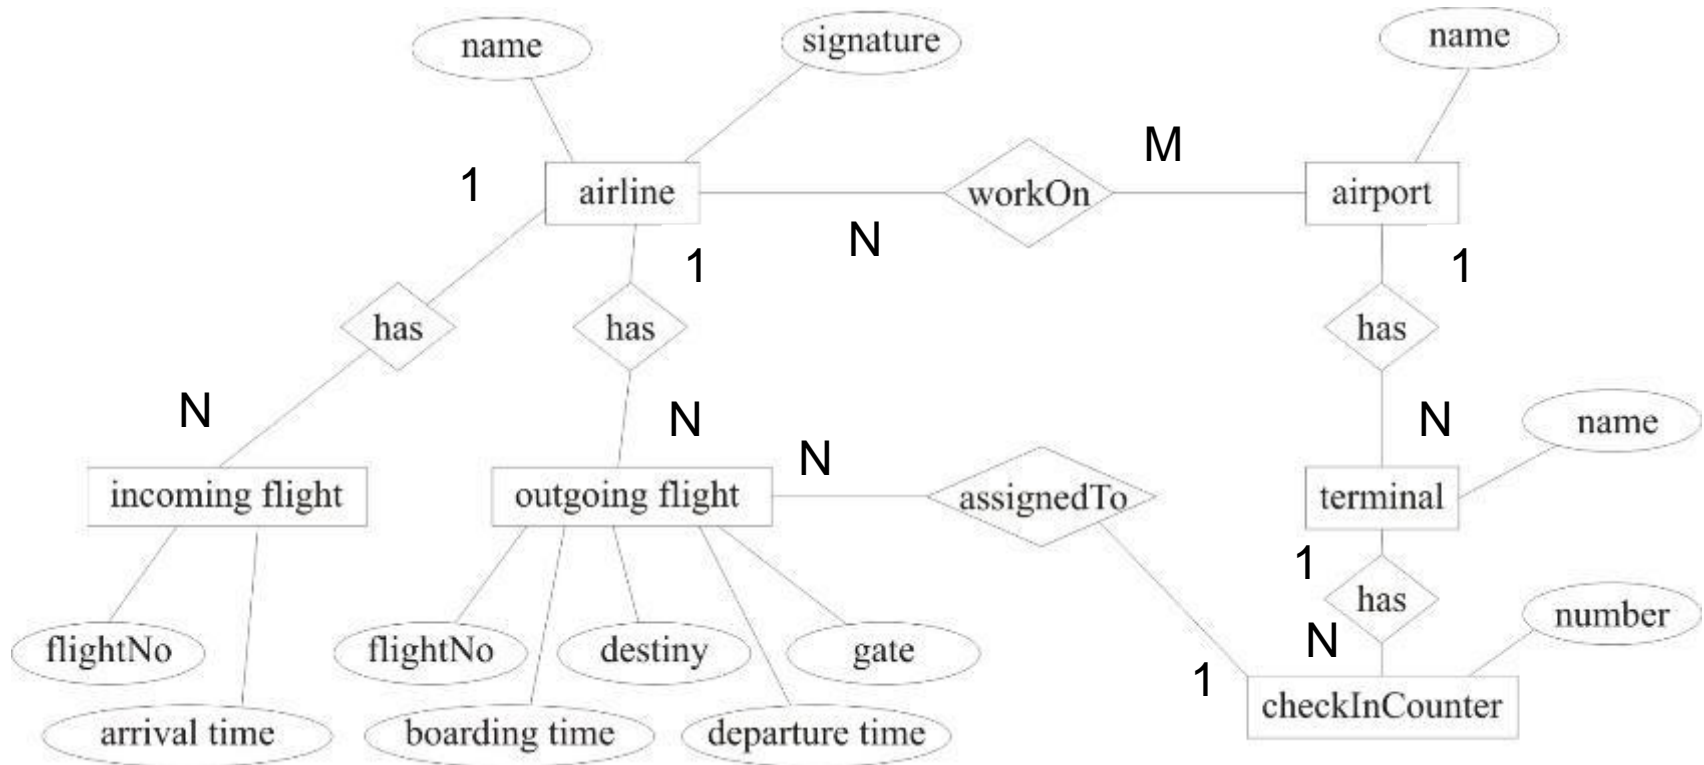 name
signature
name
1
airline
N
workOn
M
airport
1
1
has
has
has
N
N
N
N
name
incoming flight
outgoing flight
assignedTo
terminal
1
has
N
number
flightNo
flightNo
destiny
gate
1
checkInCounter
arrival time
boarding time
departure time